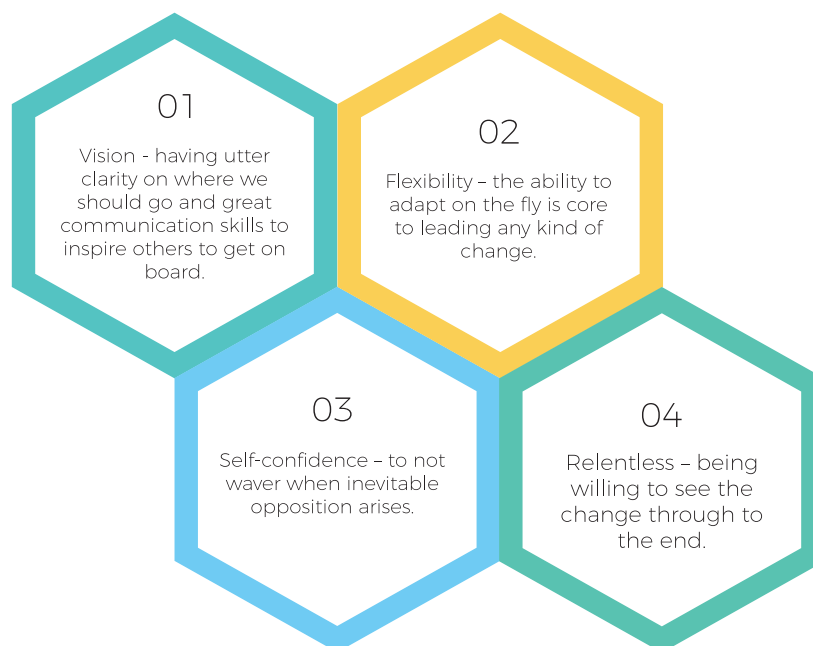 01
Vision - having utter
clarity on where we
should go and great
communication skills to
inspire others to get on
board.
02
Flexibility – the ability to
adapt on the fly is core
to leading any kind of
change.
03
Self-confidence – to not
waver when inevitable
opposition arises.
04
Relentless – being
willing to see the
change through to
the end.